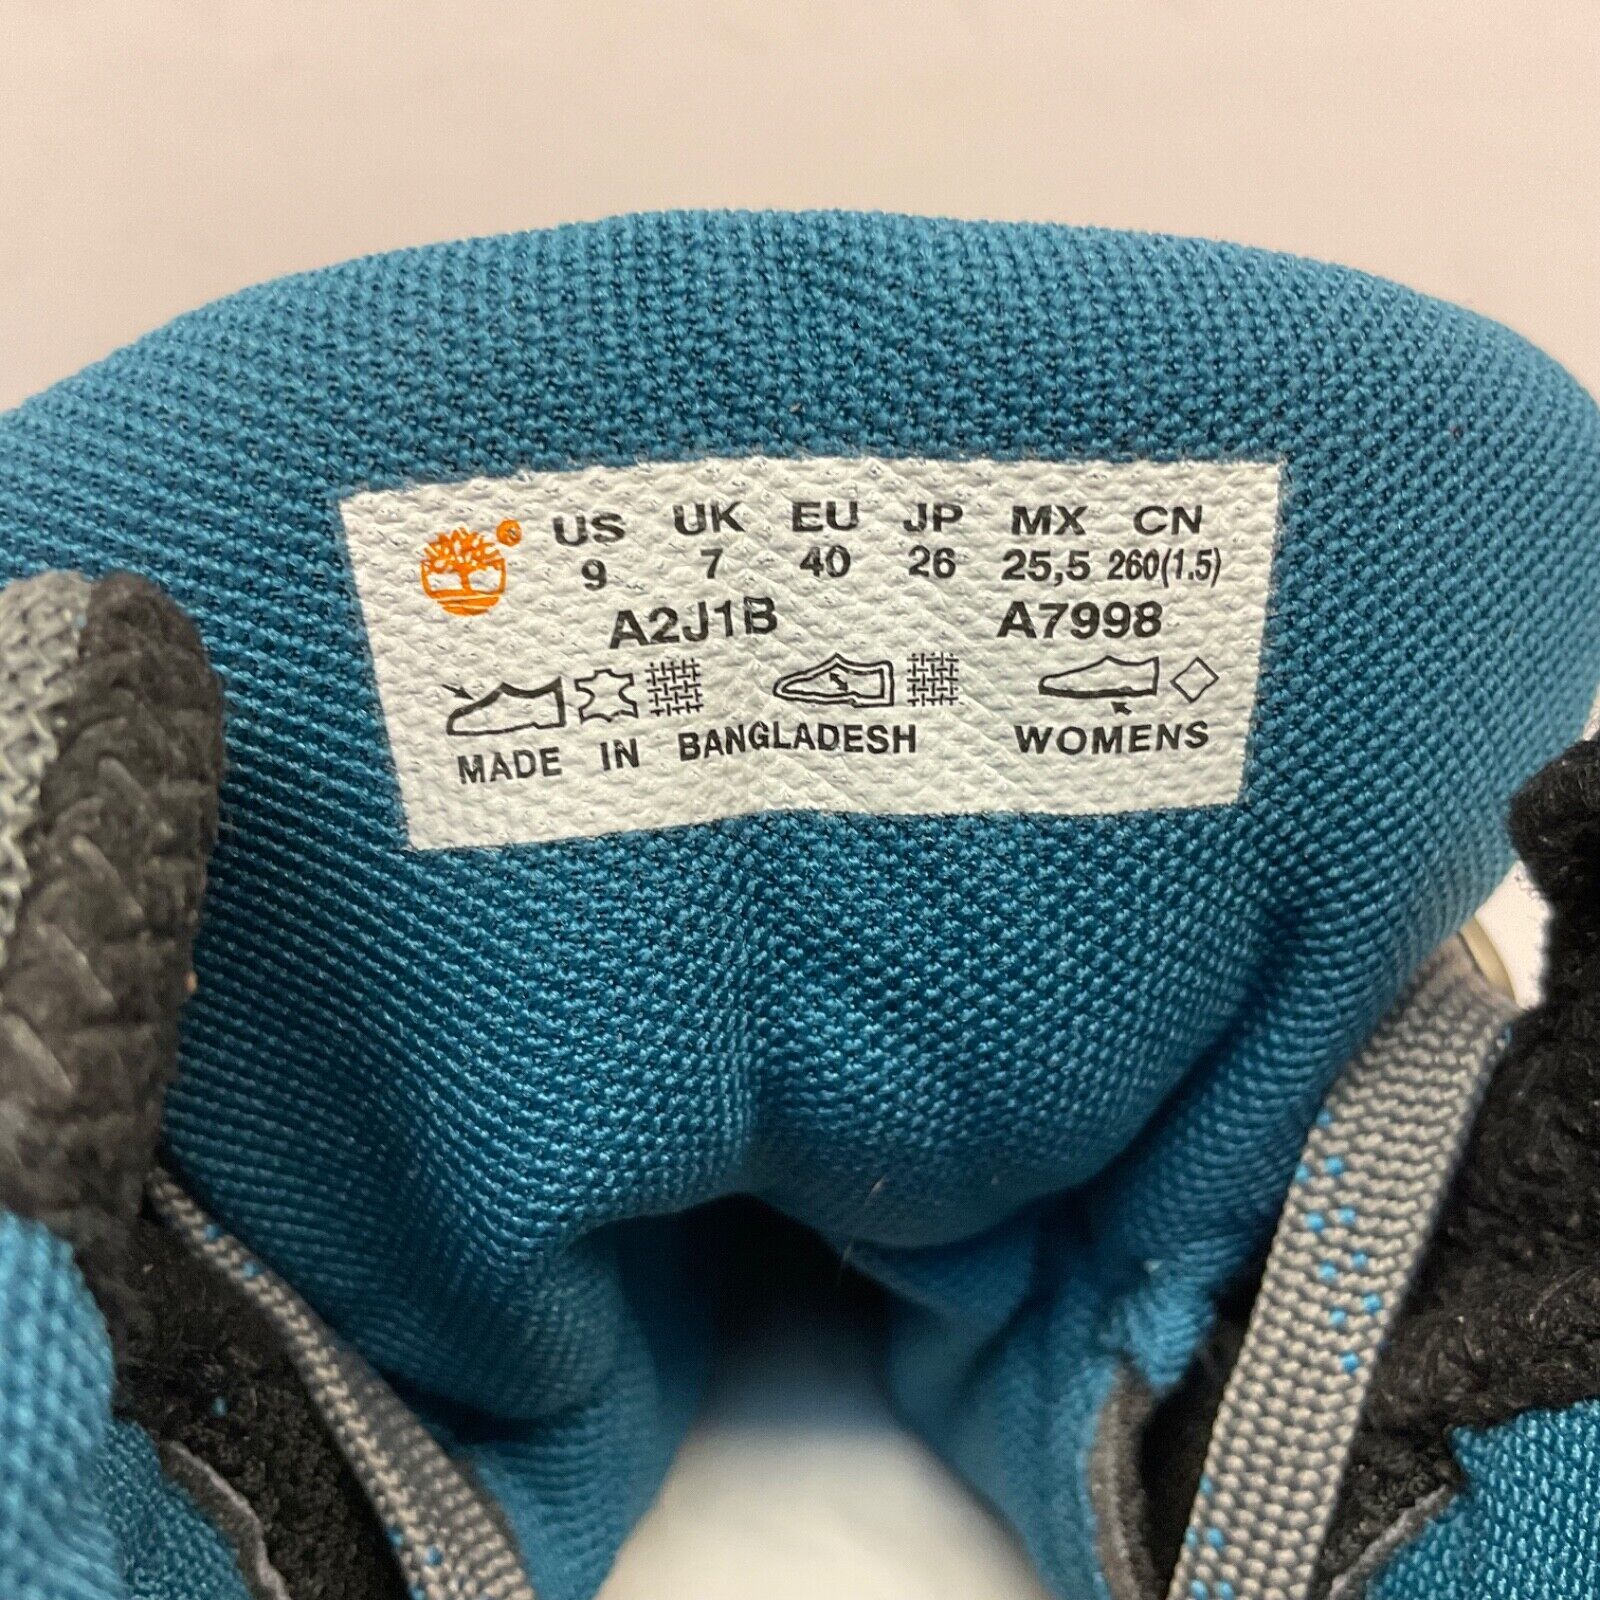 US UK EU JP MX CN
9 7 40 26 25,5 260(1.5)
A2J1B A7998
MADE IN BANGLADESH WOMENS